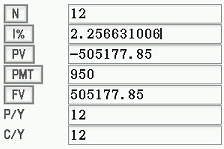 N 12
I% 2.256631006
PV -505177.85
PMT 950
FV 505177.85
P/Y 12
C/Y 12